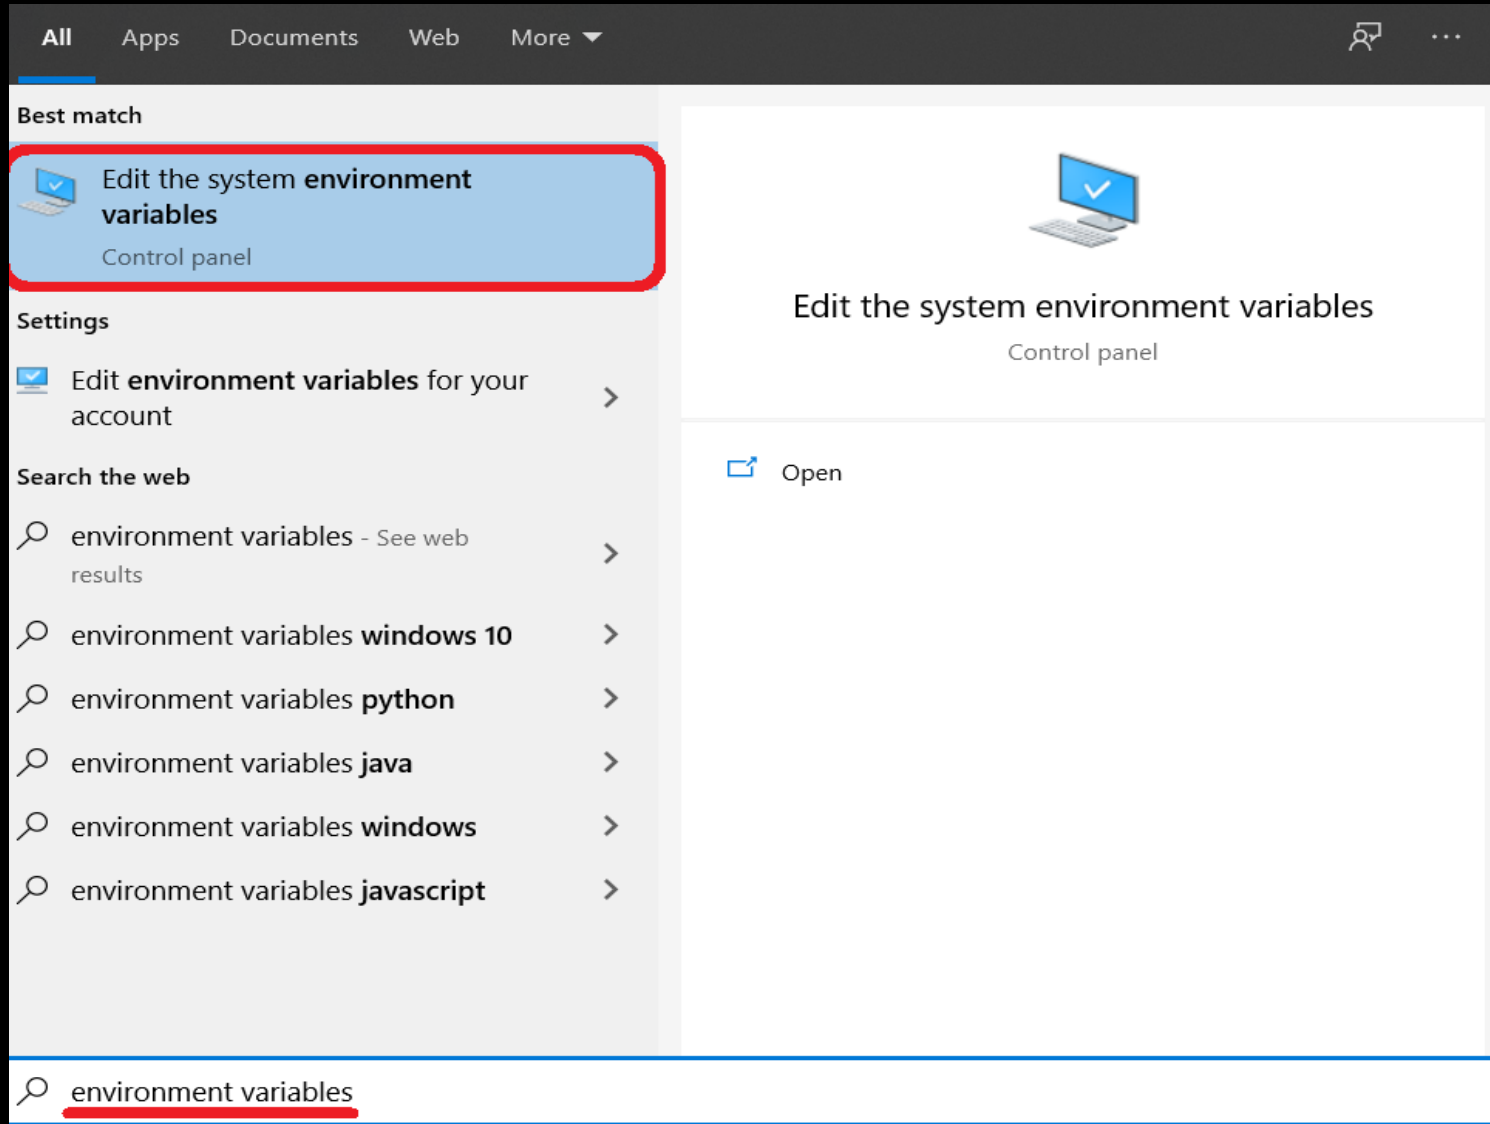 All Apps Documents Web More
Best match
Edit the system environment
variables
Control panel
Settings
Edit environment variables for your
account
Search the web
environment variables - See web
results
environment variables windows 10
environment variables python
environment variables java
environment variables windows
environment variables javascript
Edit the system environment variables
Control panel
Open
environment variables